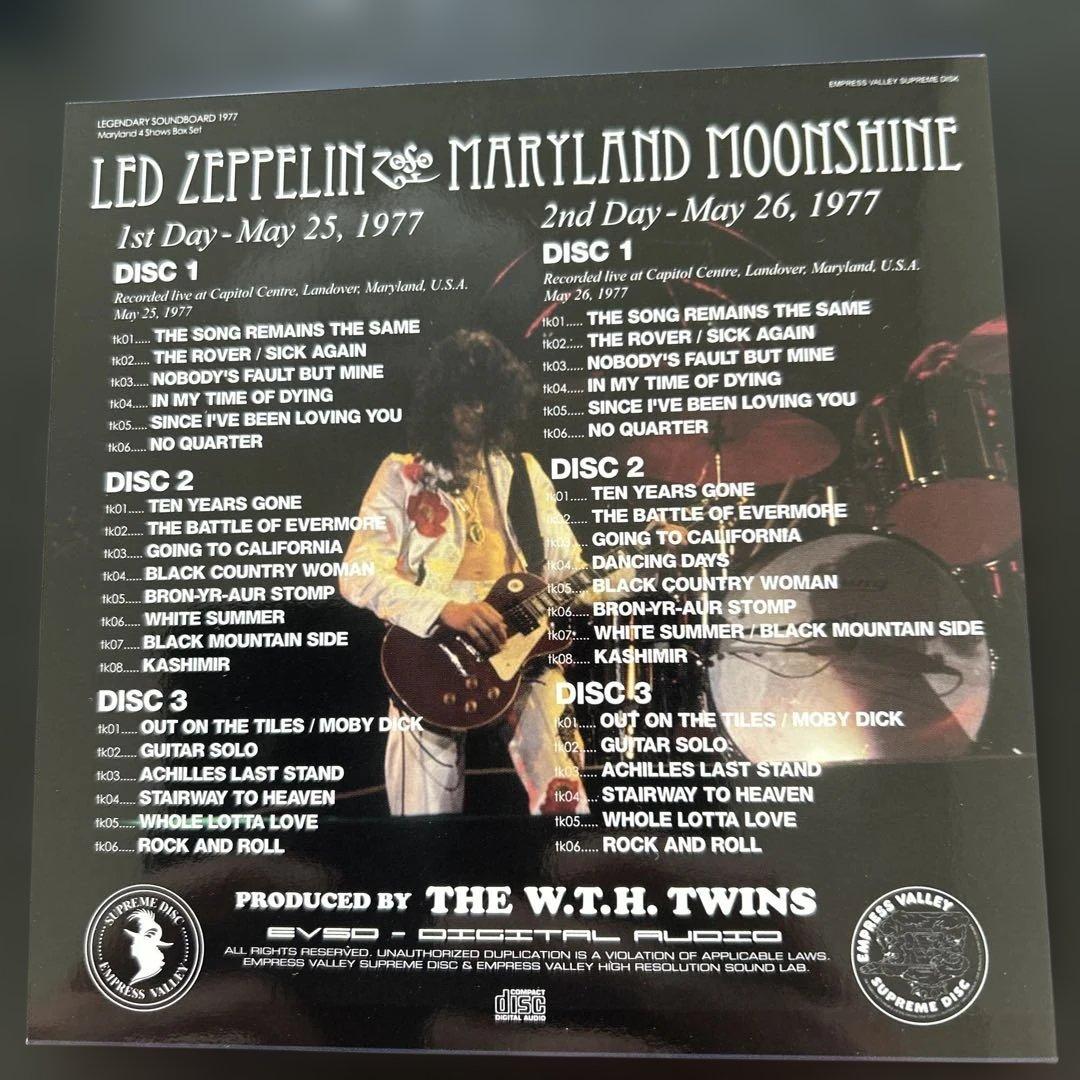 EMPRESS VALLEY SUPREME DISK
LEGENDARY SOUNDBOARD 1977
Maryland 4 Shows Box Set
LED ZEPPELIN ZoSo MARYLAND MOONSHINE
1st Day - May 25, 1977
DISC 1
Recorded live at Capitol Centre, Landover, Maryland, U.S.A.
May 25, 1977
tk01..... THE SONG REMAINS THE SAME
tk02..... THE ROVER / SICK AGAIN
tk03..... NOBODY'S FAULT BUT MINE
tk04..... IN MY TIME OF DYING
tk05..... SINCE I'VE BEEN LOVING YOU
tk06..... NO QUARTER
DISC 2
tk01..... TEN YEARS GONE
tk02..... THE BATTLE OF EVERMORE
tk03..... GOING TO CALIFORNIA
tk04..... BLACK COUNTRY WOMAN
tk05..... BRON-YR-AUR STOMP
tk06..... WHITE SUMMER
tk07..... BLACK MOUNTAIN SIDE
tk08..... KASHIMIR
DISC 3
tk01..... OUT ON THE TILES / MOBY DICK
tk02..... GUITAR SOLO
tk03..... ACHILLES LAST STAND
tk04..... STAIRWAY TO HEAVEN
tk05..... WHOLE LOTTA LOVE
tk06..... ROCK AND ROLL
2nd Day - May 26, 1977
DISC 1
Recorded live at Capitol Centre, Landover, Maryland, U.S.A.
May 26, 1977
tk01..... THE SONG REMAINS THE SAME
tk02..... THE ROVER / SICK AGAIN
tk03..... NOBODY'S FAULT BUT MINE
tk04..... IN MY TIME OF DYING
tk05..... SINCE I'VE BEEN LOVING YOU
tk06..... NO QUARTER
DISC 2
tk01..... TEN YEARS GONE
tk02..... THE BATTLE OF EVERMORE
tk03..... GOING TO CALIFORNIA
tk04..... DANCING DAYS
tk05..... BLACK COUNTRY WOMAN
tk06..... BRON-YR-AUR STOMP
tk07..... WHITE SUMMER / BLACK MOUNTAIN SIDE
tk08..... KASHIMIR
DISC 3
tk01..... OUT ON THE TILES / MOBY DICK
tk02..... GUITAR SOLO
tk03..... ACHILLES LAST STAND
tk04..... STAIRWAY TO HEAVEN
tk05..... WHOLE LOTTA LOVE
tk06..... ROCK AND ROLL
PRODUCED BY THE W.T.H. TWINS
EVSD - DIGITAL AUDIO
ALL RIGHTS RESERVED. UNAUTHORIZED DUPLICATION IS A VIOLATION OF APPLICABLE LAWS.
EMPRESS VALLEY SUPREME DISC & EMPRESS VALLEY HIGH RESOLUTION SOUND LAB.
SUPREME DISC
EMPRESS VALLEY
COMPACT
disc
DIGITAL AUDIO
EMPRESS VALLEY
SUPREME DISC